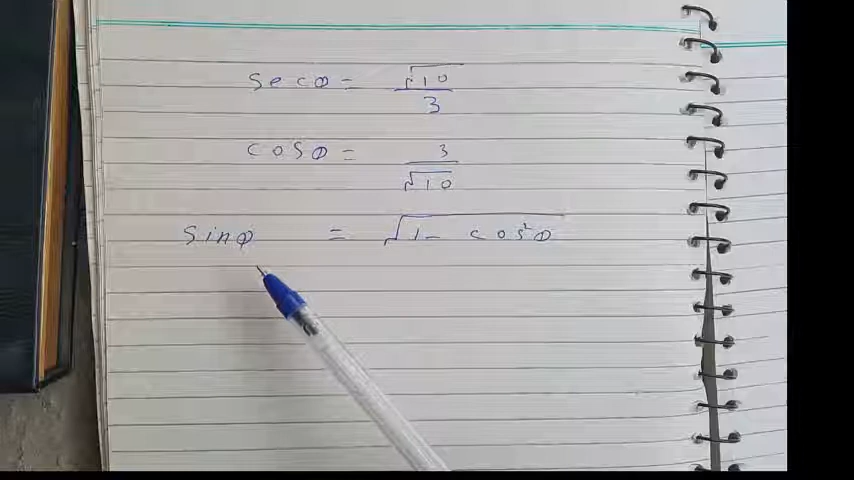 secθ = √10/3
cosθ = 3/√10
sinθ = √1- cos²θ